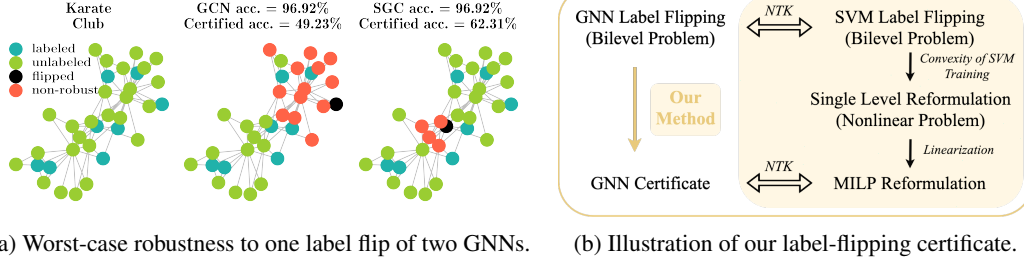 Karate
Club
GCN acc. = 96.92%
Certified acc. = 49.23%
SGC acc. = 96.92%
Certified acc. = 62.31%
labeled
unlabeled
flipped
non-robust
a) Worst-case robustness to one label flip of two GNNs.
GNN Label Flipping
(Bilevel Problem)
NTK
SVM Label Flipping
(Bilevel Problem)
Convexity of SVM
Training
Our
Method
Single Level Reformulation
(Nonlinear Problem)
Linearization
GNN Certificate
NTK
MILP Reformulation
(b) Illustration of our label-flipping certificate.